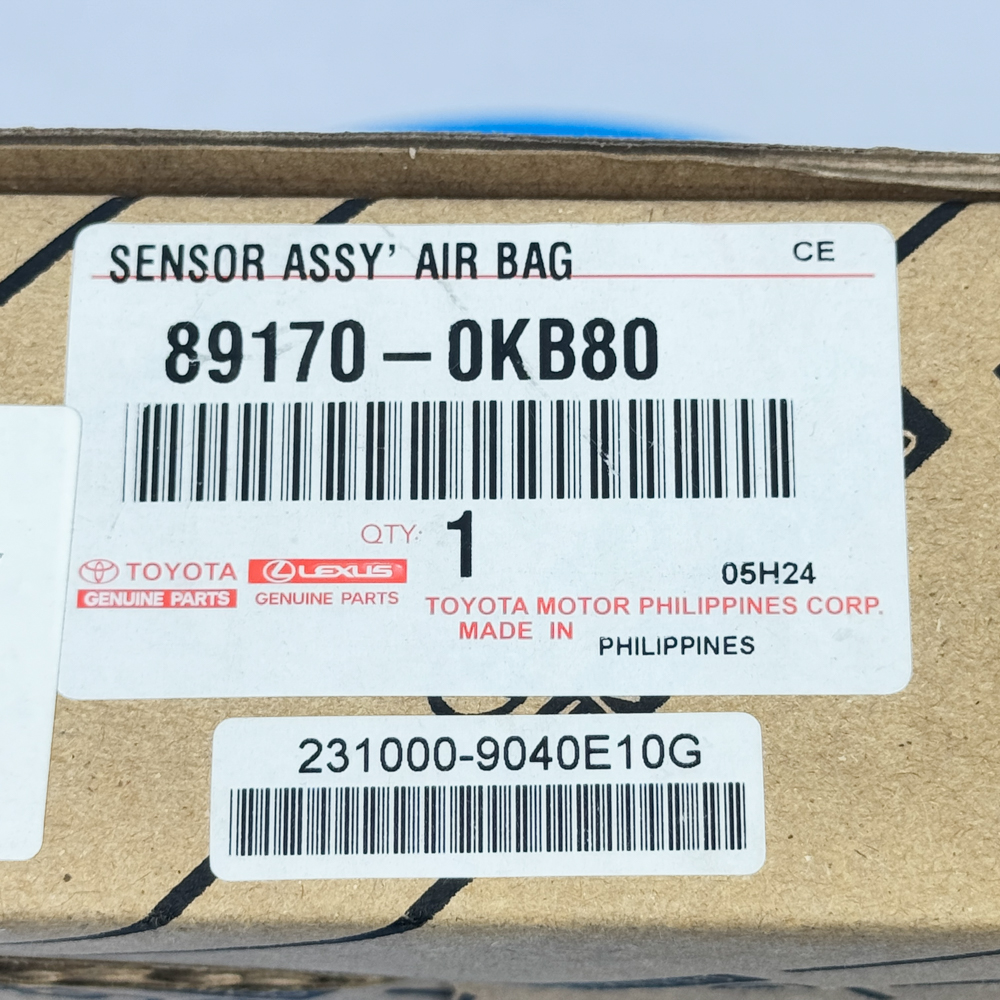 SENSOR ASSY' AIR BAG
CE
89170-0KB80
QTY: 1
TOYOTA
GENUINE PARTS
LEXUS
GENUINE PARTS
05H24
TOYOTA MOTOR PHILIPPINES CORP.
MADE IN PHILIPPINES
231000-9040E10G